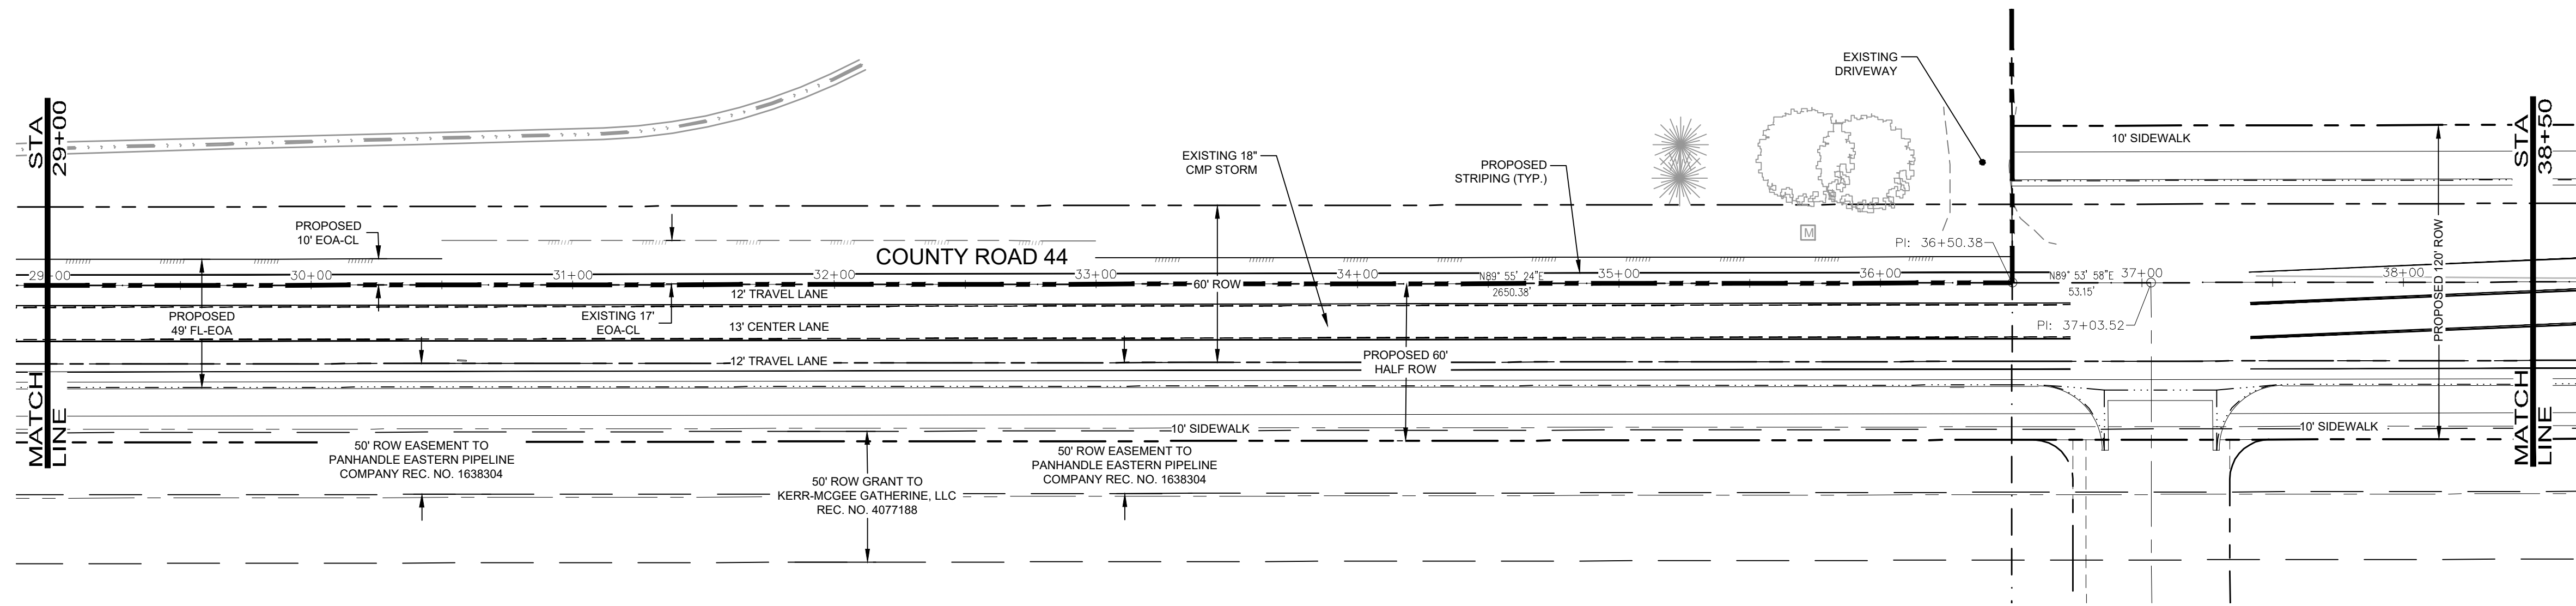 STA
29+00
MATCH
LINE
EXISTING
DRIVEWAY
10' SIDEWALK
STA
38+50
MATCH
LINE
EXISTING 18"
CMP STORM
PROPOSED
STRIPING (TYP.)
PROPOSED
10' EOA-CL
COUNTY ROAD 44
M
PI: 36+50.38
PROPOSED 120' ROW
29+00
30+00
31+00
32+00
33+00
34+00
N89° 55' 24"E
2650.38'
35+00
36+00
N89° 53' 58"E
53.15'
37+00
38+00
12' TRAVEL LANE
60' ROW
PROPOSED
49' FL-EOA
EXISTING 17'
EOA-CL
13' CENTER LANE
PI: 37+03.52
12' TRAVEL LANE
PROPOSED 60'
HALF ROW
10' SIDEWALK
10' SIDEWALK
50' ROW EASEMENT TO
PANHANDLE EASTERN PIPELINE
COMPANY REC. NO. 1638304
50' ROW GRANT TO
KERR-MCGEE GATHERINE, LLC
REC. NO. 4077188
50' ROW EASEMENT TO
PANHANDLE EASTERN PIPELINE
COMPANY REC. NO. 1638304